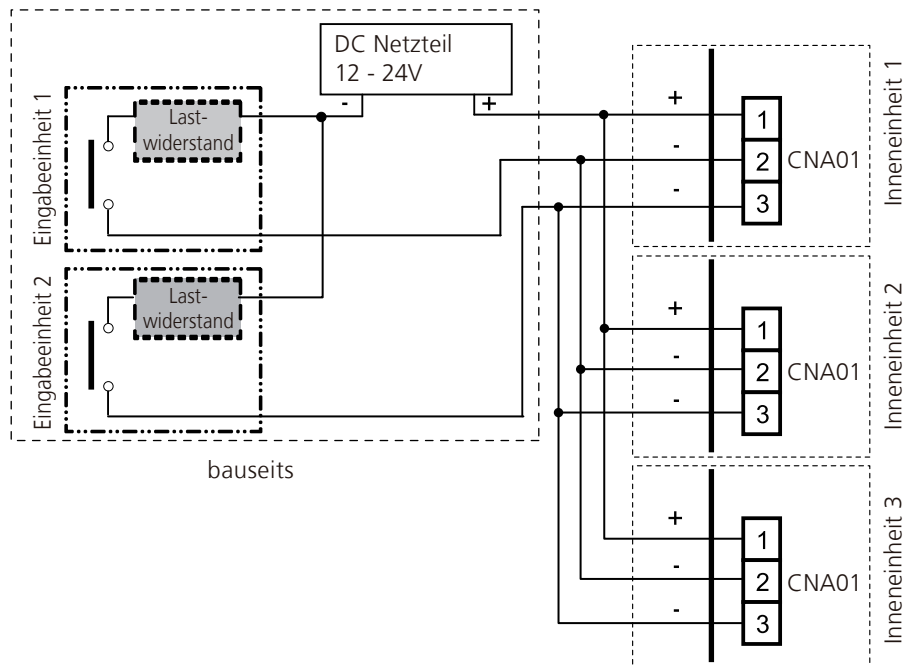 DC Netzteil
12 - 24V
-
+
Eingabeeinheit 1
Last-
widerstand
Eingabeeinheit 2
Last-
widerstand
bauseits
+
-
-
1
2
3
CNA01
Inneneinheit 1
+
-
-
1
2
3
CNA01
Inneneinheit 2
+
-
-
1
2
3
CNA01
Inneneinheit 3